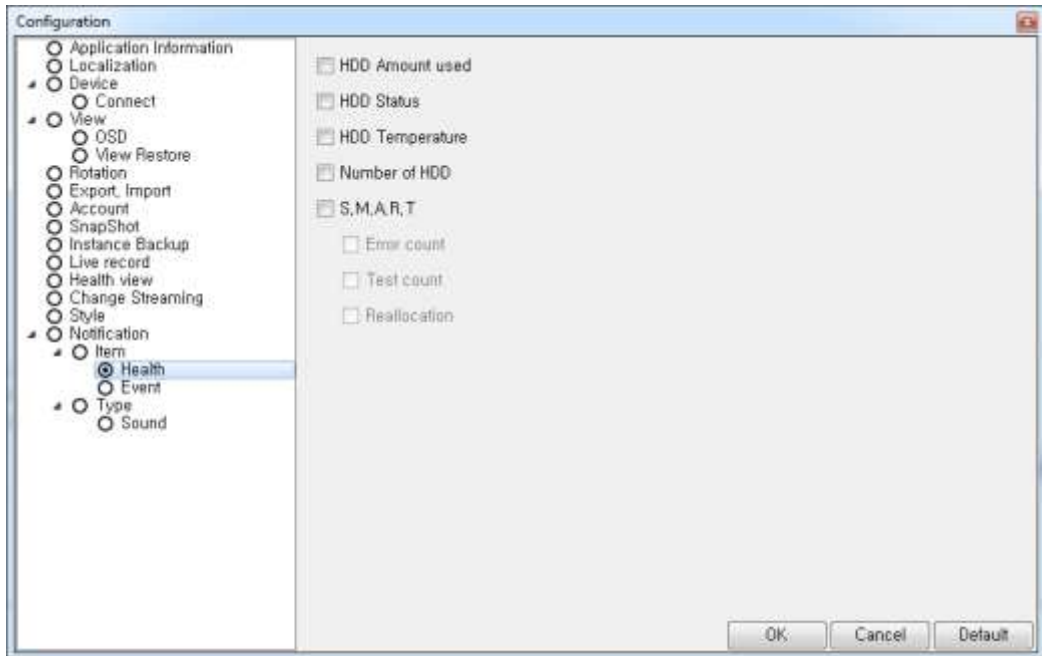 Configuration
Application Information
Localization
Device
Connect
View
OSD
View Restore
Rotation
Export, Import
Account
SnapShot
Instance Backup
Live record
Health view
Change Streaming
Style
Notification
Item
Health
Event
Type
Sound
HDD Amount used
HDD Status
HDD Temperature
Number of HDD
S,M,A,R,T
Error count
Test count
Reallocation
OK
Cancel
Default